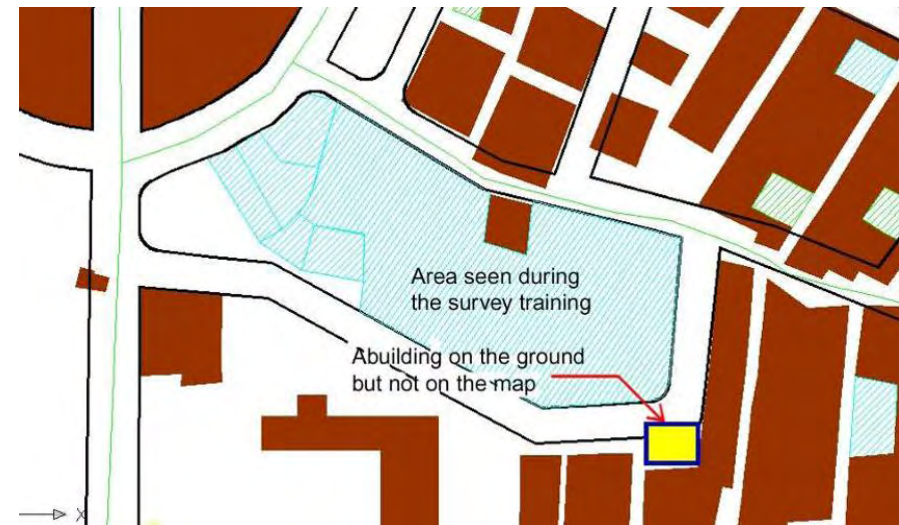 Area seen during
the survey training
Abuilding on the ground
but not on the map
X